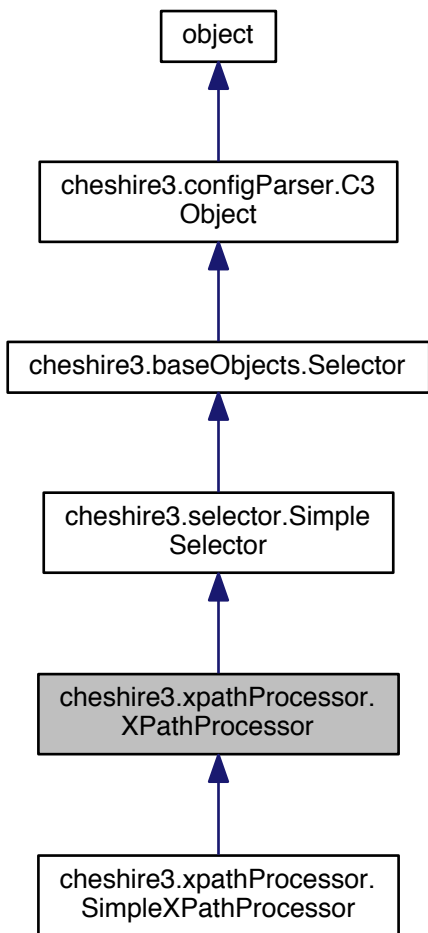 object
cheshire3.configParser.C3
Object
cheshire3.baseObjects.Selector
cheshire3.selector.Simple
Selector
cheshire3.xpathProcessor.
XPathProcessor
cheshire3.xpathProcessor.
SimpleXPathProcessor